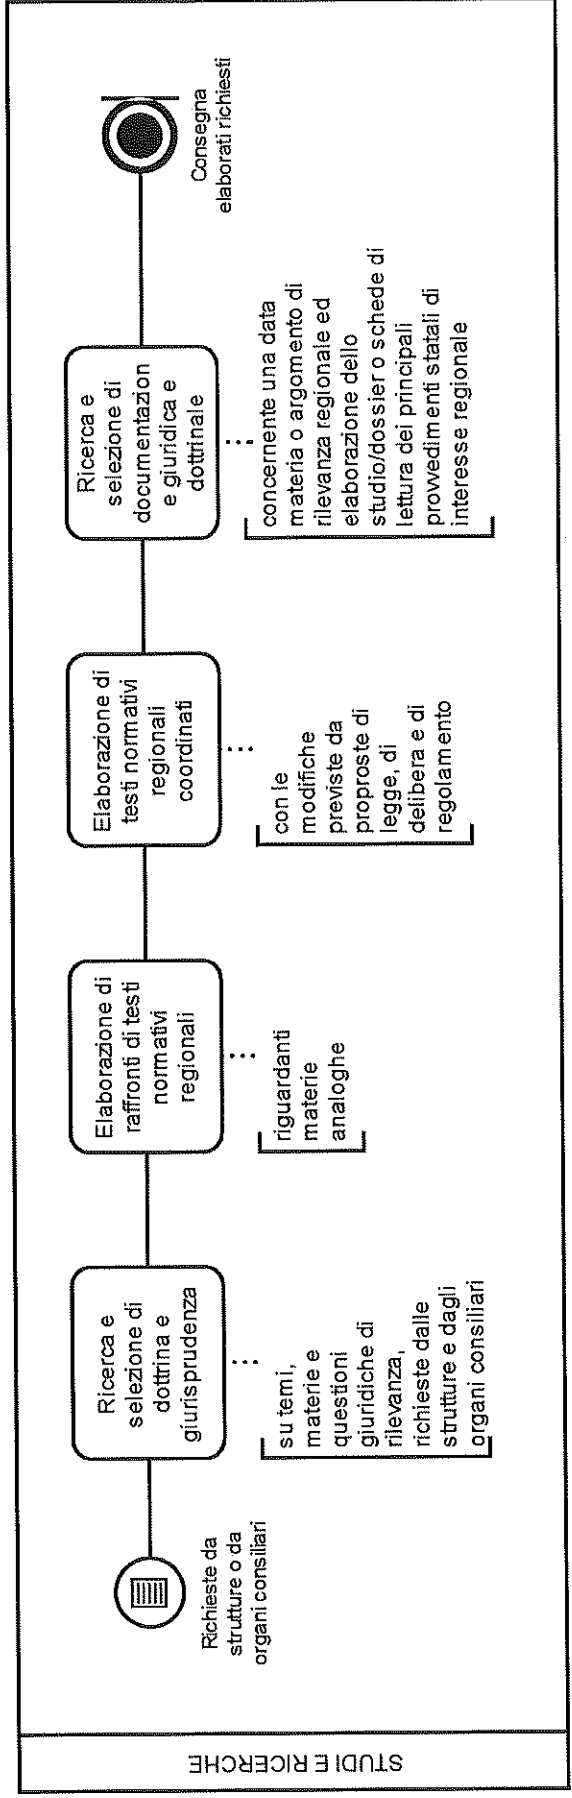 STUDI E RICERCHE
Richieste da
strutture o da
organi consiliari
Ricerca e
selezione di
dottrina e
giurisprudenza
su temi,
materie e
questioni
giuridiche di
rilevanza,
richieste dalle
strutture e dagli
organi consiliari
Elaborazione di
raffronti di testi
normativi
regionali
riguardanti
materie
analoghe
Elaborazione di
testi normativi
regionali
coordinati
con le
modifiche
previste da
proproste di
legge, di
delibera e di
regolamento
Ricerca e
selezione di
documentazion
e giuridica e
dottrinale
concernente una data
materia o argomento di
rilevanza regionale ed
elaborazione dello
studio/dossier o schede di
lettura dei principali
provvedimenti statali di
interesse regionale
Consegna
elaborati richiesti